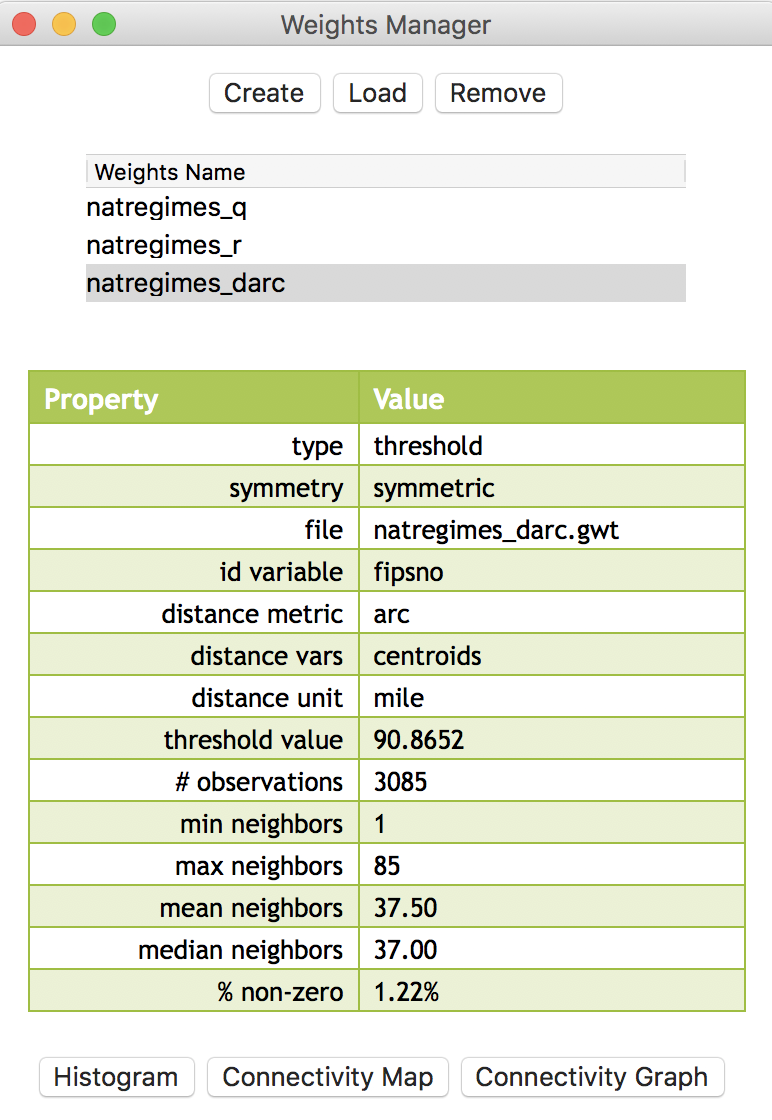 Weights Manager
Create Load Remove
Weights Name
natregimes_q
natregimes_r
natregimes_darc
Property Value
type threshold
symmetry symmetric
file natregimes_darc.gwt
id variable fipsno
distance metric arc
distance vars centroids
distance unit mile
threshold value 90.8652
# observations 3085
min neighbors 1
max neighbors 85
mean neighbors 37.50
median neighbors 37.00
% non-zero 1.22%
Histogram Connectivity Map Connectivity Graph